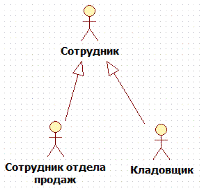 Сотрудник
Сотрудник отдела
продаж
Кладовщик